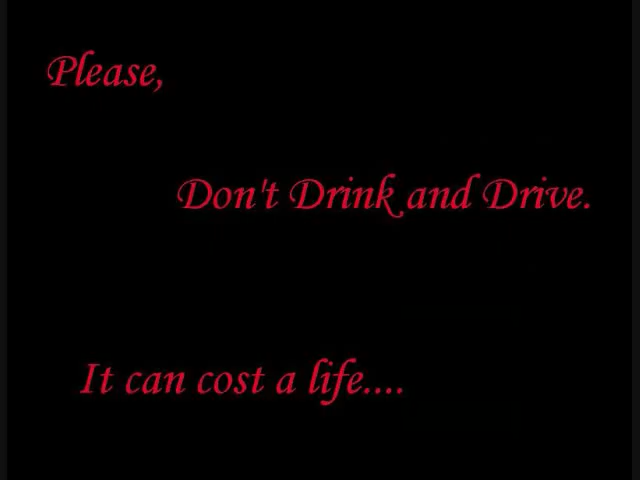 Please,
Don't Drink and Drive.
It can cost a life....